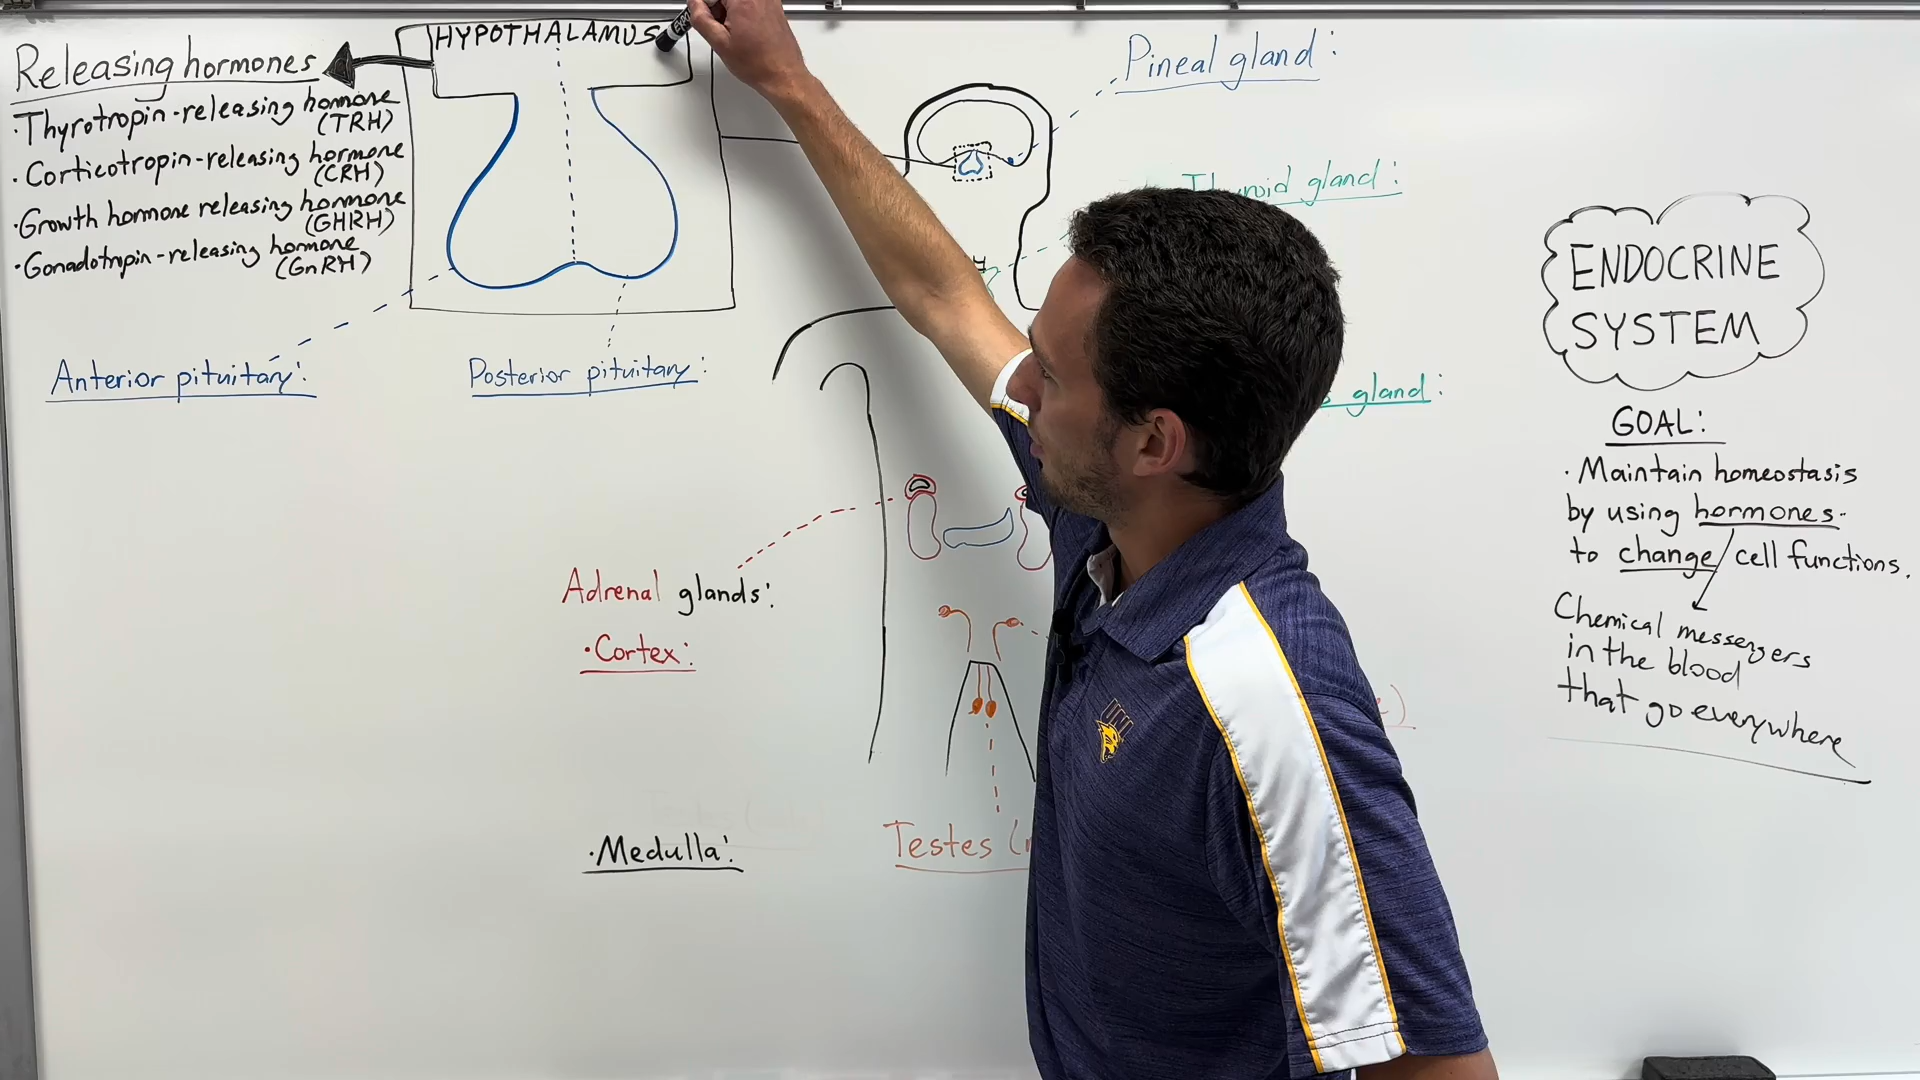 HYPOTHALAMUS
Releasing hormones
·Thyrotropin-releasing hormone
(TRH)
·Corticotropin-releasing hormone
(CRH)
·Growth hormone releasing hormone
(GHRH)
·Gonadotropin-releasing hormone
(GnRH)
Anterior pituitary:
Posterior pituitary:
Pineal gland:
Thyroid gland:
gland:
Adrenal glands:
·Cortex:
·Medulla:
Testes
ENDOCRINE
SYSTEM
GOAL:
·Maintain homeostasis
by using hormones
to change cell functions.
Chemical messengers
in the blood
that go everywhere
EXPO
UNI